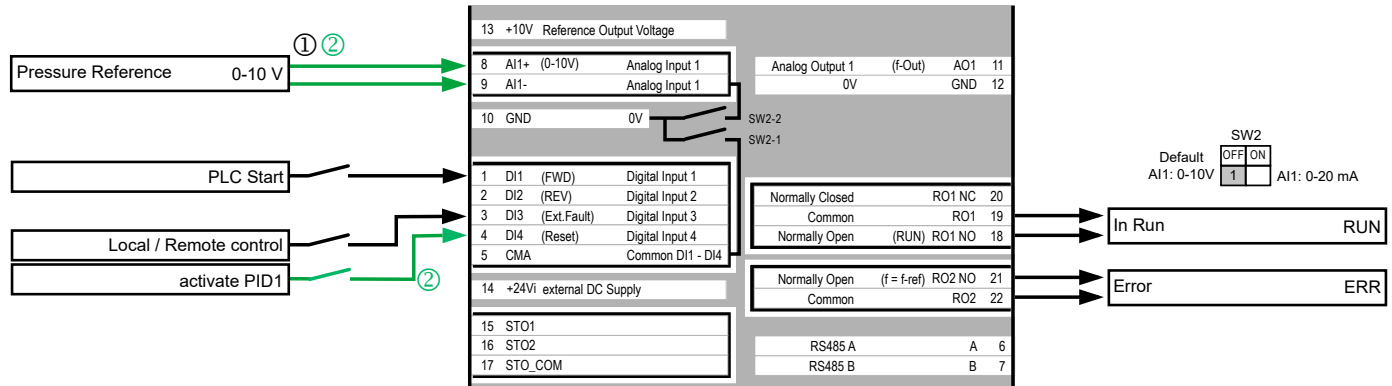 ① ②
Pressure Reference 0-10 V
PLC Start
Local / Remote control
activate PID1
②
13 +10V Reference Output Voltage
8 AI1+ (0-10V) Analog Input 1
9 AI1- Analog Input 1
10 GND 0V
SW2-2
SW2-1
1 DI1 (FWD) Digital Input 1
2 DI2 (REV) Digital Input 2
3 DI3 (Ext.Fault) Digital Input 3
4 DI4 (Reset) Digital Input 4
5 CMA Common DI1 - DI4
14 +24Vi external DC Supply
15 STO1
16 STO2
17 STO_COM
Analog Output 1 (f-Out) AO1 11
0V GND 12
Normally Closed RO1 NC 20
Common RO1 19
Normally Open (RUN) RO1 NO 18
Normally Open (f = f-ref) RO2 NO 21
Common RO2 22
RS485 A A 6
RS485 B B 7
SW2
Default OFF ON
AI1: 0-10V 1 AI1: 0-20 mA
In Run RUN
Error ERR